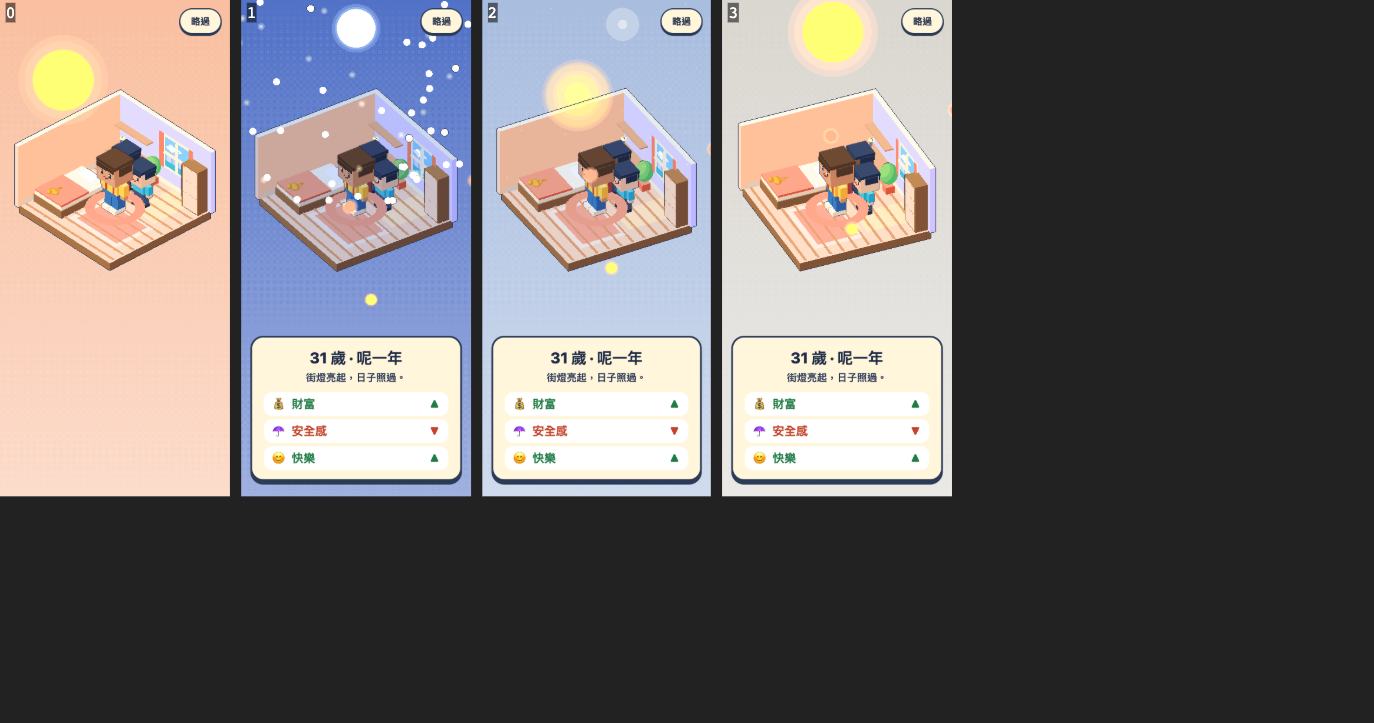 0
略過
1
略過
31 歲 · 呢一年
街燈亮起，日子照過。
財富 ▲
安全感 ▼
快樂 ▲
2
略過
31 歲 · 呢一年
街燈亮起，日子照過。
財富 ▲
安全感 ▼
快樂 ▲
3
略過
31 歲 · 呢一年
街燈亮起，日子照過。
財富 ▲
安全感 ▼
快樂 ▲